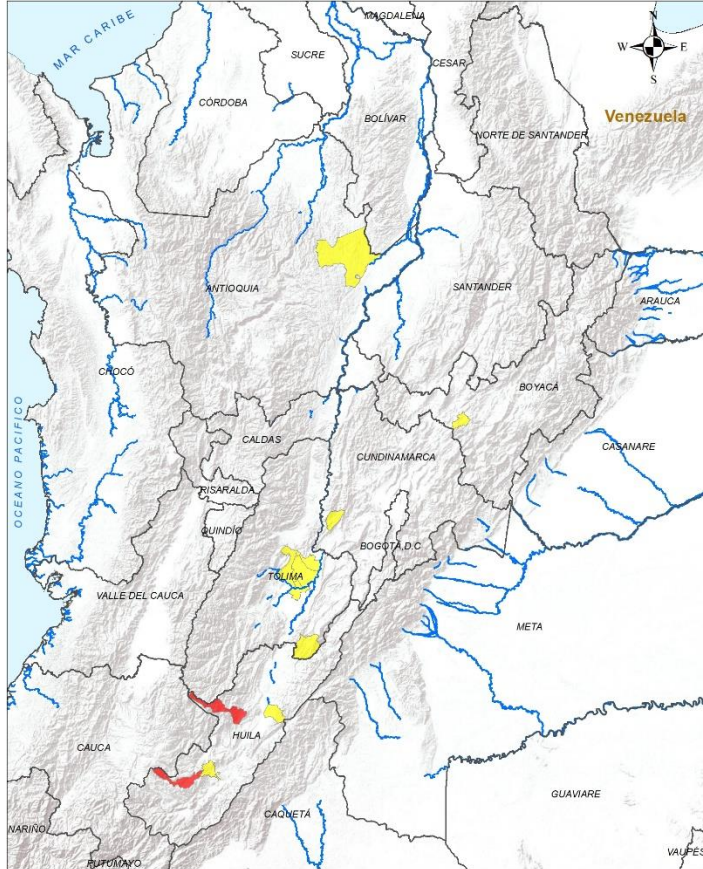 MAGDALENA
N
MAR CARIBE
SUCRE
W
E
CESAR
S
CÓRDOBA
BOLÍVAR
Venezuela
NORTE DE SANTANDER
ANTIOQUIA
SANTANDER
ARAUCA
CHOCÓ
BOYACÁ
OCEANO PACIFICO
CALDAS
CASANARE
CUNDINAMARCA
RISARALDA
QUINDÍO
BOGOTÁ, D.C
TOLIMA
VALLE DEL CAUCA
META
HUILA
CAUCA
GUAVIARE
CAQUETÁ
NARIÑO
VAUPÉS
PUTUMAYO